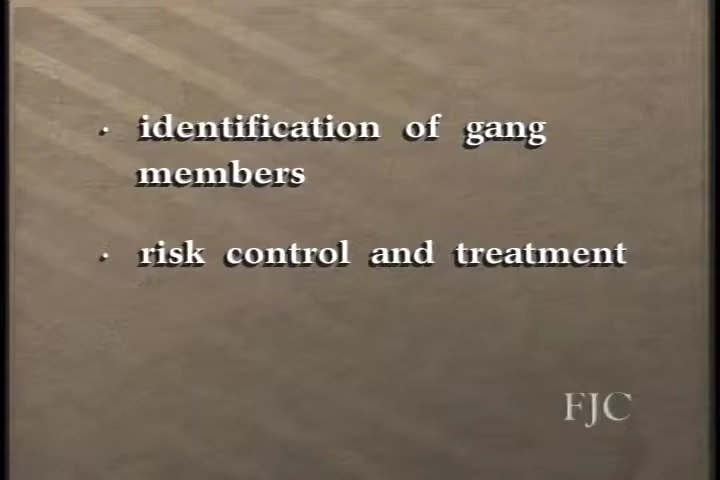 · identification of gang
members
· risk control and treatment
FJC